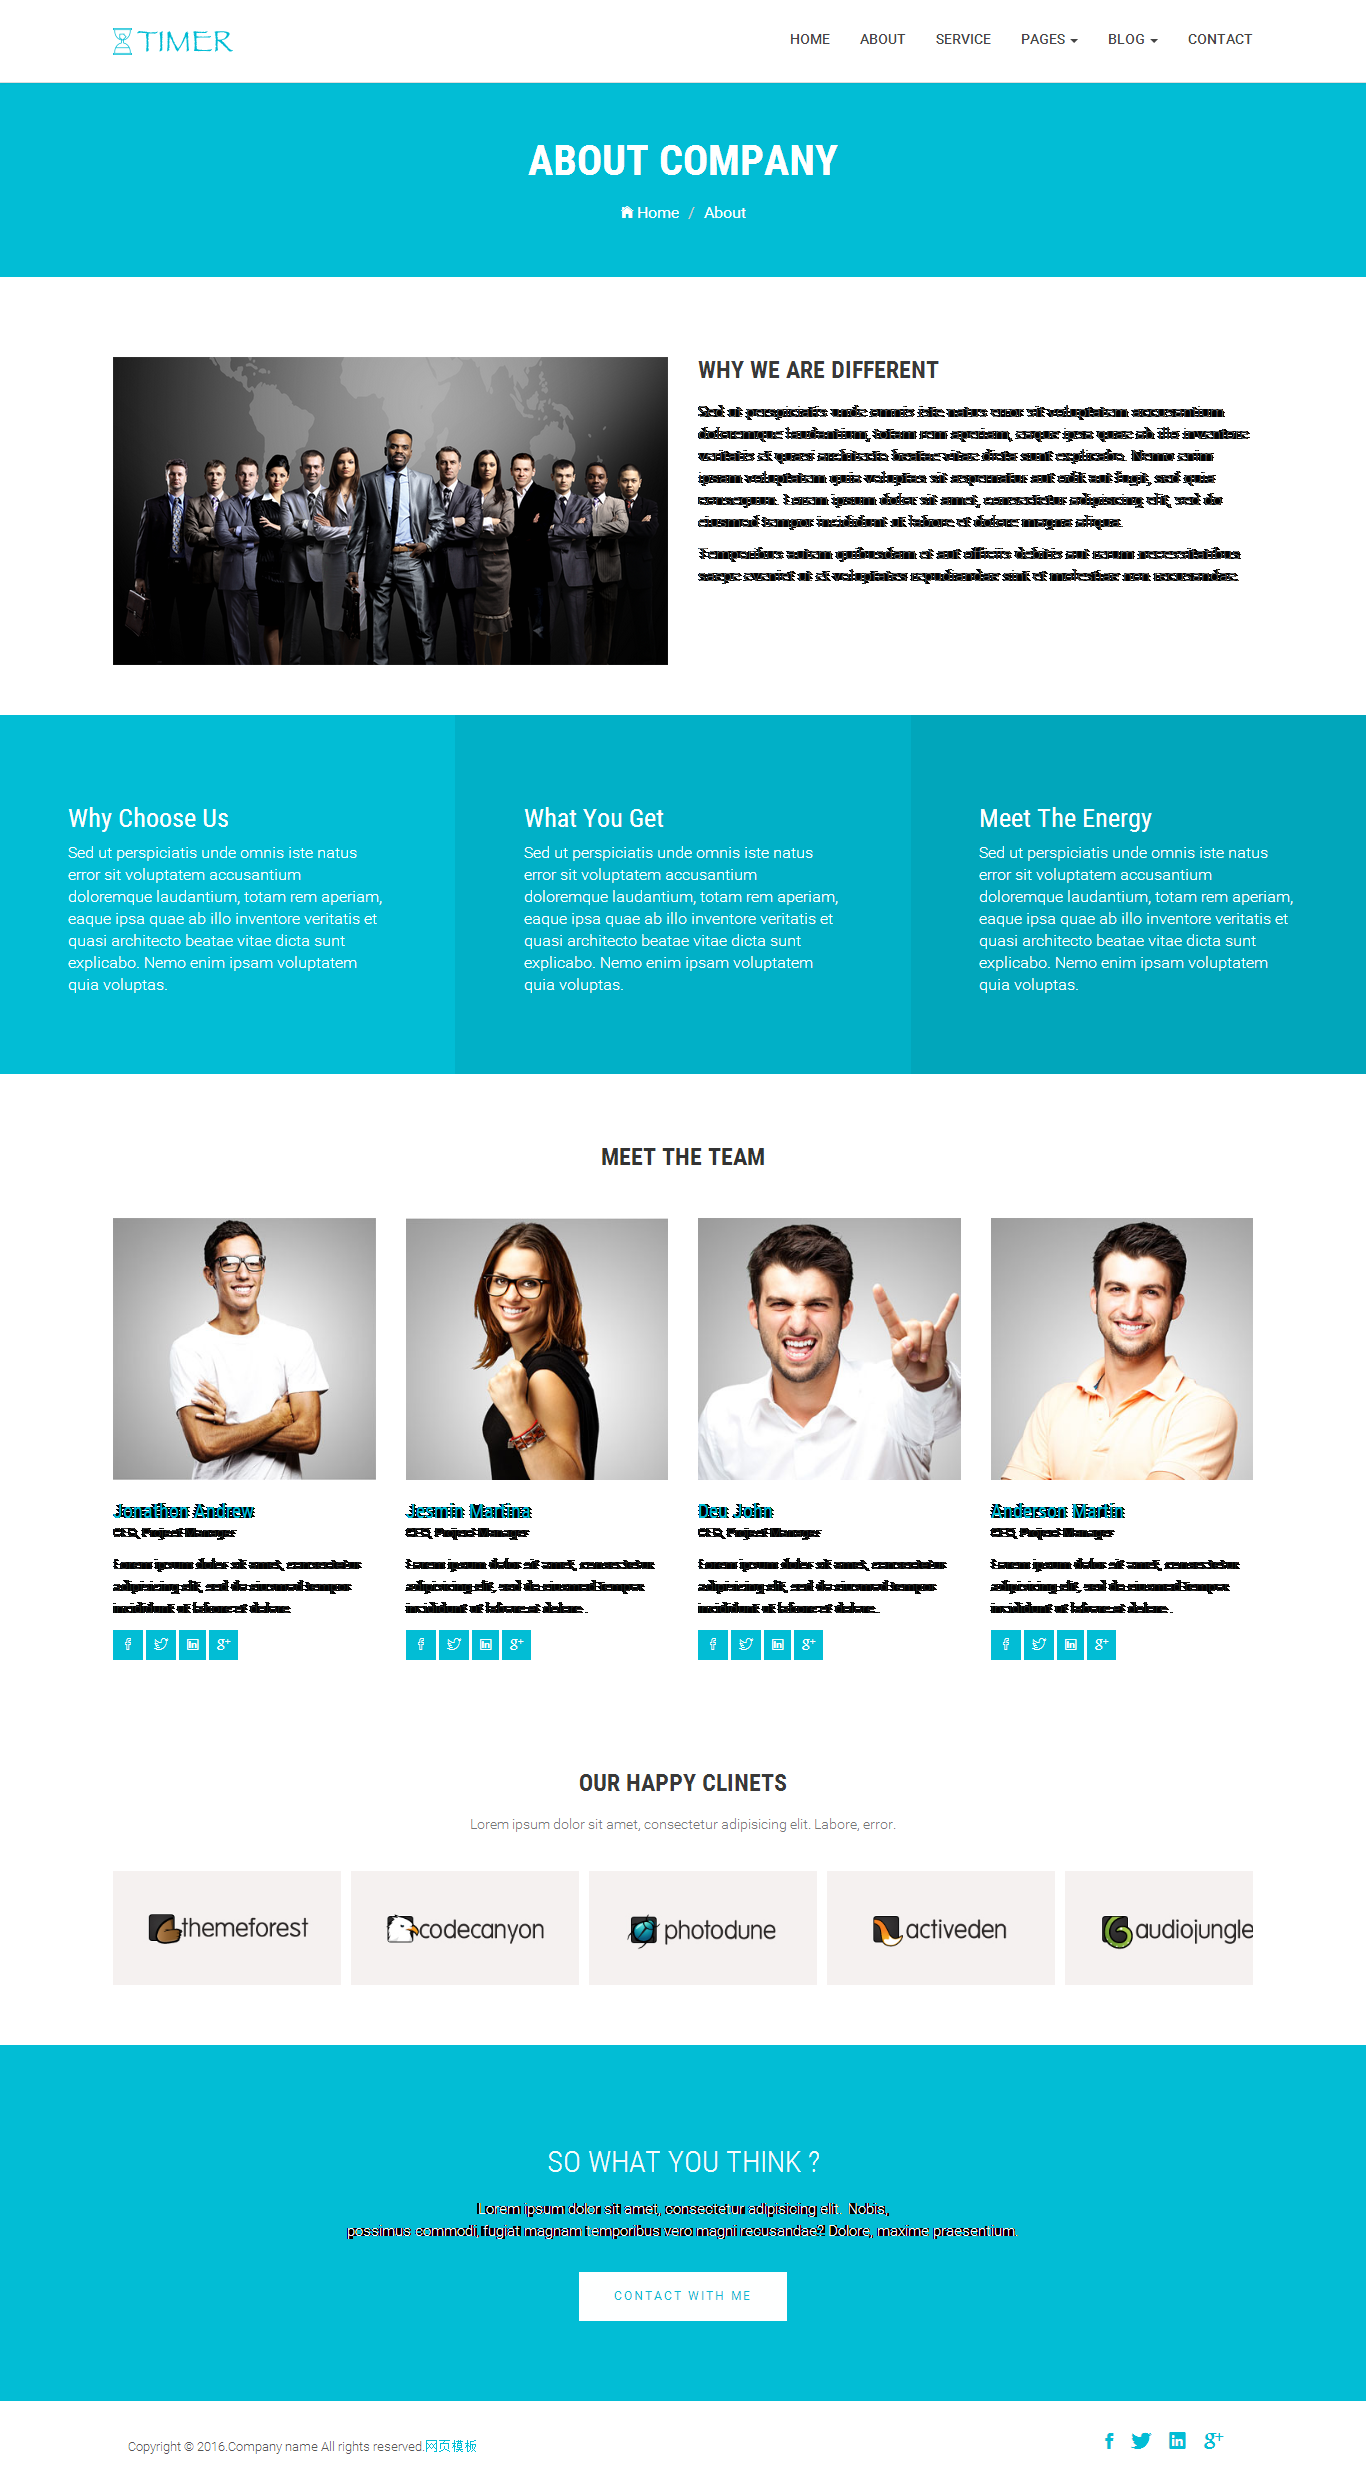 TIMER
HOME ABOUT SERVICE PAGES BLOG CONTACT
ABOUT COMPANY
Home / About
WHY WE ARE DIFFERENT
Sed ut perspiciatis unde omnis iste natus error sit voluptatem accusantium
doloremque laudantium, totam rem aperiam, eaque ipsa quae ab illo inventore
veritatis et quasi architecto beatae vitae dicta sunt explicabo. Nemo enim
ipsam voluptatem quia voluptas sit aspernatur aut odit aut fugit, sed quia
consequun. Lorem ipsum dolor sit amet, consectetur adipisicing elit, sed do
eiusmod tempor incididunt ut labore et dolore magna aliqua.
Temporibus autem quibusdam et aut officiis debitis aut rerum necessitatibus
saepe eveniet ut et voluptates repudiandae sint et molestiae non recusandae.
Why Choose Us
Sed ut perspiciatis unde omnis iste natus
error sit voluptatem accusantium
doloremque laudantium, totam rem aperiam,
eaque ipsa quae ab illo inventore veritatis et
quasi architecto beatae vitae dicta sunt
explicabo. Nemo enim ipsam voluptatem
quia voluptas.
What You Get
Sed ut perspiciatis unde omnis iste natus
error sit voluptatem accusantium
doloremque laudantium, totam rem aperiam,
eaque ipsa quae ab illo inventore veritatis et
quasi architecto beatae vitae dicta sunt
explicabo. Nemo enim ipsam voluptatem
quia voluptas.
Meet The Energy
Sed ut perspiciatis unde omnis iste natus
error sit voluptatem accusantium
doloremque laudantium, totam rem aperiam,
eaque ipsa quae ab illo inventore veritatis et
quasi architecto beatae vitae dicta sunt
explicabo. Nemo enim ipsam voluptatem
quia voluptas.
MEET THE TEAM
Jonathon Andrew
CEO, Project Manager
Lorem ipsum dolor sit amet, consectetur
adipisicing elit, sed do eiusmod tempor
incididunt ut labore et dolore.
Jesmin Martina
CEO, Project Manager
Lorem ipsum dolor sit amet, consectetur
adipisicing elit, sed do eiusmod tempor
incididunt ut labore et dolore .
Deu John
CEO, Project Manager
Lorem ipsum dolor sit amet, consectetur
adipisicing elit, sed do eiusmod tempor
incididunt ut labore et dolore.
Anderson Martin
CEO, Project Manager
Lorem ipsum dolor sit amet, consectetur
adipisicing elit, sed do eiusmod tempor
incididunt ut labore et dolore .
OUR HAPPY CLINETS
Lorem ipsum dolor sit amet, consectetur adipisicing elit. Labore, error.
themeforest
codecanyon
photodune
activeden
audiojungle
SO WHAT YOU THINK ?
Lorem ipsum dolor sit amet, consectetur adipisicing elit. Nobis,
possimus commodi, fugiat magnam temporibus vero magni recusandae? Dolore, maxime praesentium.
CONTACT WITH ME
Copyright © 2016.Company name All rights reserved.网页模板